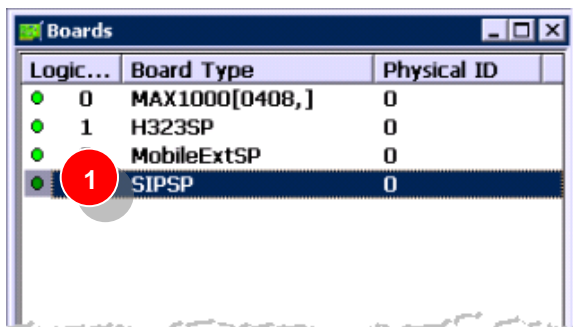 Boards
Logic... Board Type Physical ID
0 MAX1000[0408,] 0
1 H323SP 0
MobileExtSP 0
1 SIPSP 0